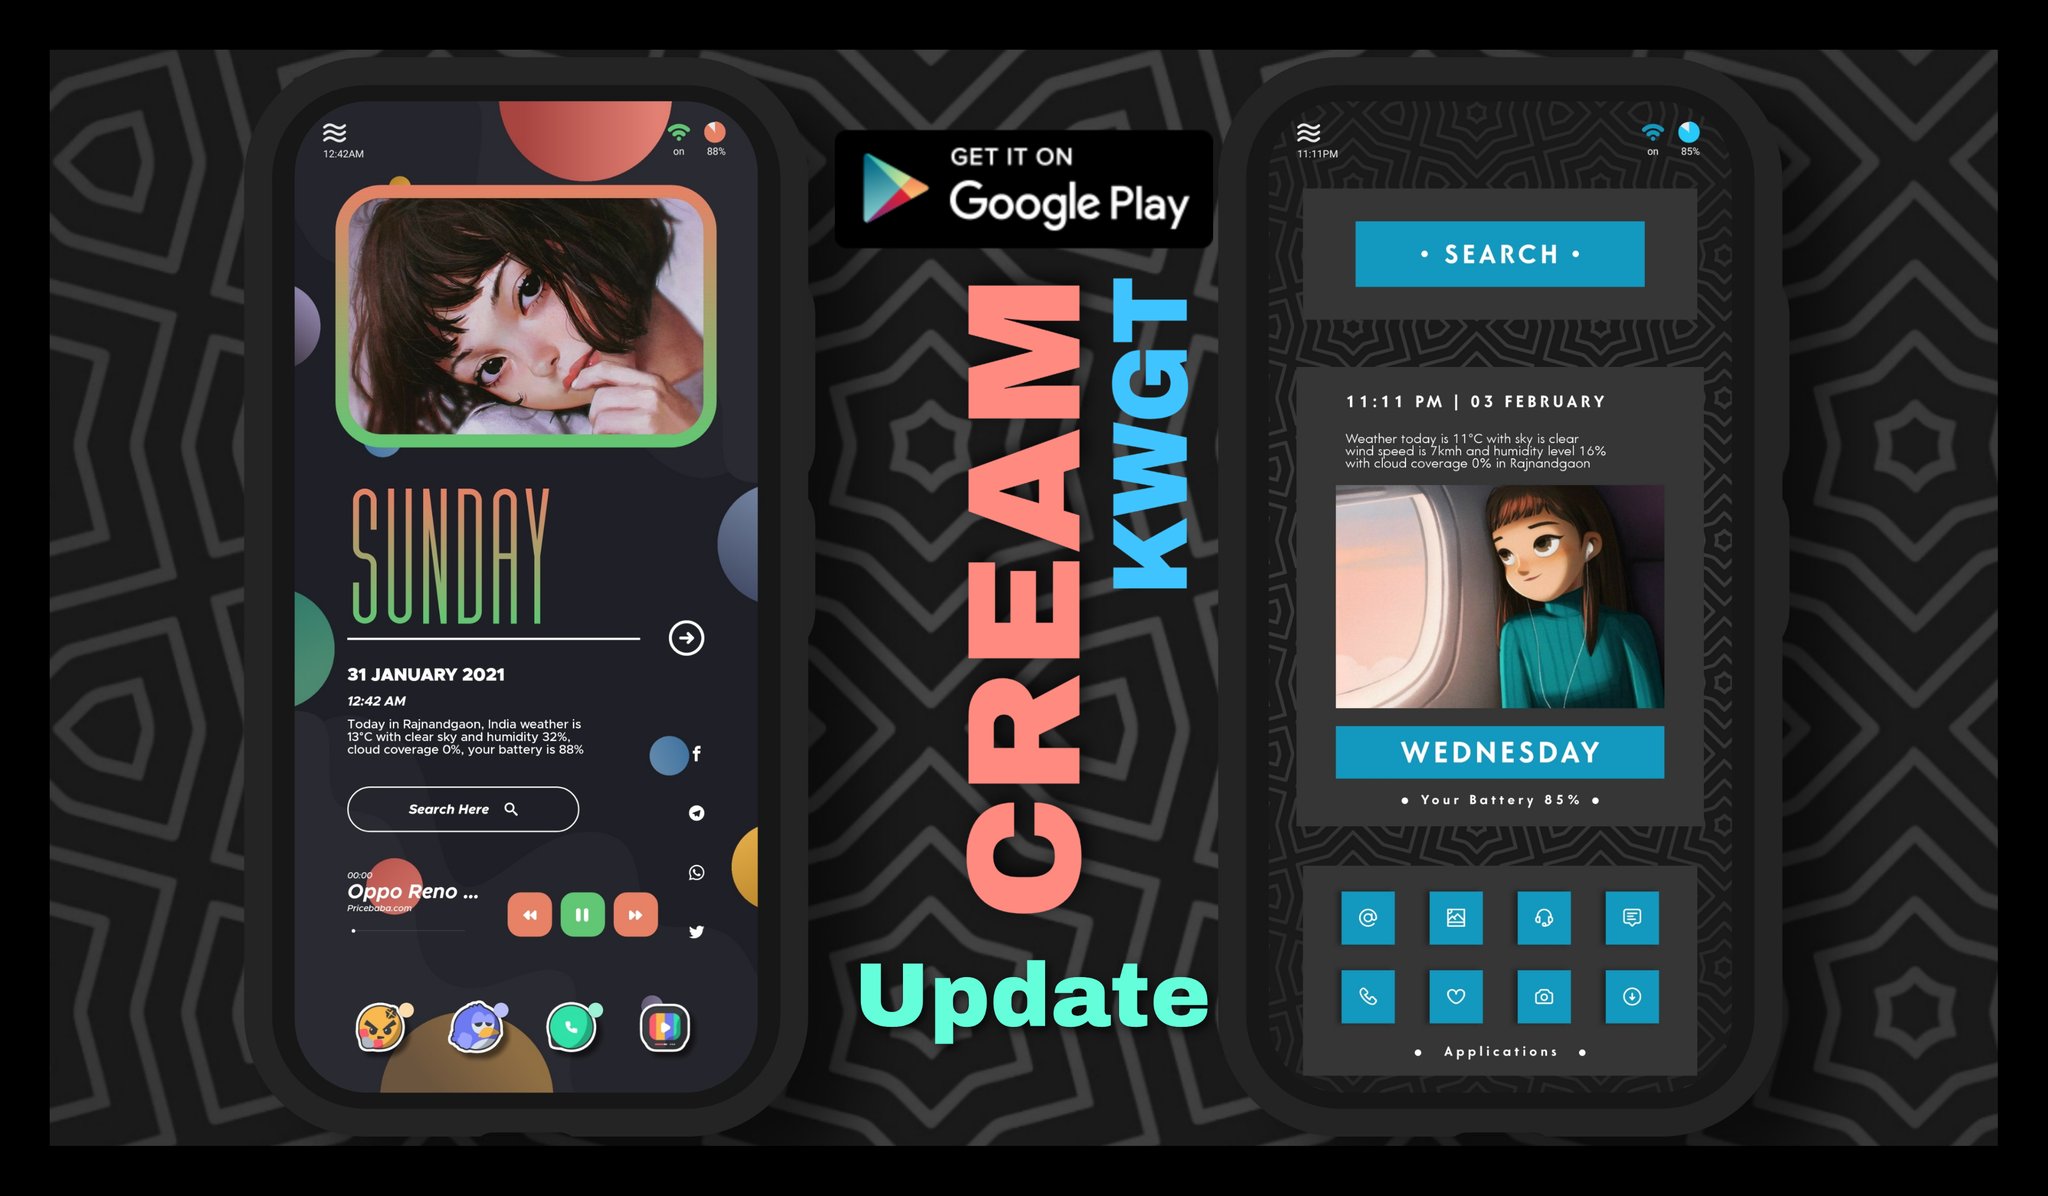 12:42AM
on
88%
SUNDAY
31 JANUARY 2021
12:42 AM
Today in Rajnandgaon, India weather is
13°C with clear sky and humidity 32%,
cloud coverage 0%, your battery is 88%
Search Here
00:00
Oppo Reno ...
Pricebaba.com
GET IT ON
Google Play
CREAM
KWGT
Update
11:11PM
on
85%
• SEARCH •
11:11 PM | 03 FEBRUARY
Weather today is 11°C with sky is clear
wind speed is 7kmh and humidity level 16%
with cloud coverage 0% in Rajnandgaon
WEDNESDAY
• Your Battery 85% •
• Applications •